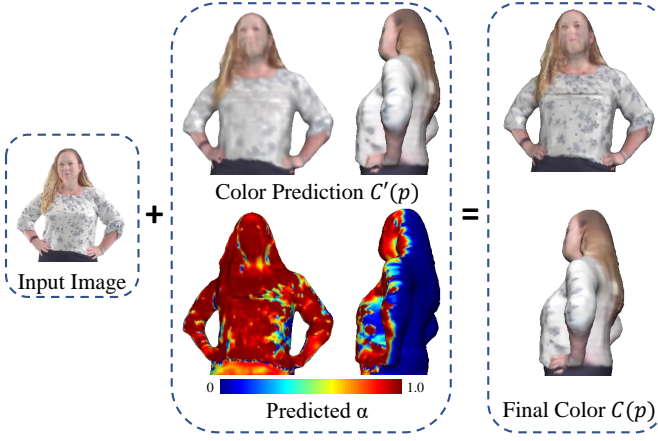 Input Image
+
Color Prediction C′(p)
0 1.0
Predicted α
=
Final Color C(p)